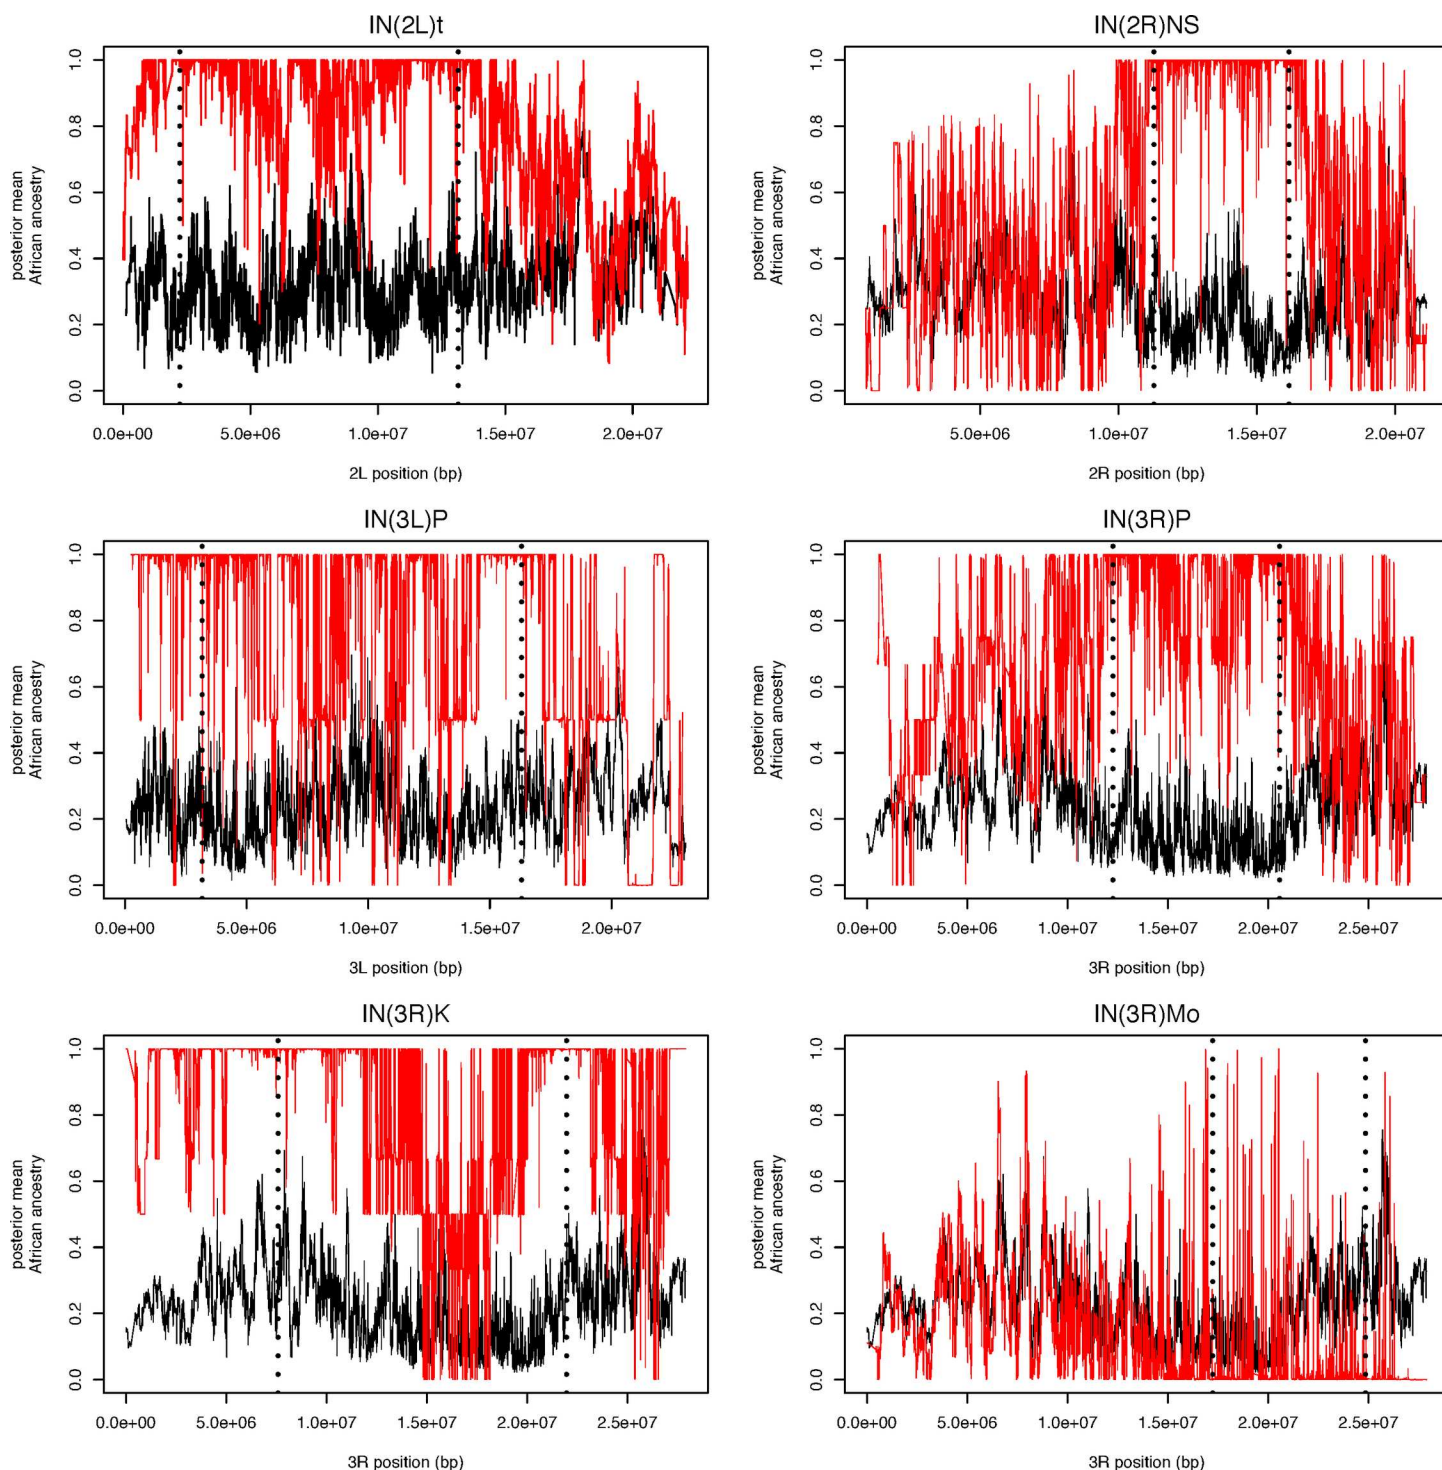 IN(2L)t
posterior mean
African ancestry
1.0
0.8
0.6
0.4
0.2
0.0
0.0e+00 5.0e+06 1.0e+07 1.5e+07 2.0e+07
2L position (bp)
IN(2R)NS
posterior mean
African ancestry
1.0
0.8
0.6
0.4
0.2
0.0
5.0e+06 1.0e+07 1.5e+07 2.0e+07
2R position (bp)
IN(3L)P
posterior mean
African ancestry
1.0
0.8
0.6
0.4
0.2
0.0
0.0e+00 5.0e+06 1.0e+07 1.5e+07 2.0e+07
3L position (bp)
IN(3R)P
posterior mean
African ancestry
1.0
0.8
0.6
0.4
0.2
0.0
0.0e+00 5.0e+06 1.0e+07 1.5e+07 2.0e+07 2.5e+07
3R position (bp)
IN(3R)K
posterior mean
African ancestry
1.0
0.8
0.6
0.4
0.2
0.0
0.0e+00 5.0e+06 1.0e+07 1.5e+07 2.0e+07 2.5e+07
3R position (bp)
IN(3R)Mo
posterior mean
African ancestry
1.0
0.8
0.6
0.4
0.2
0.0
0.0e+00 5.0e+06 1.0e+07 1.5e+07 2.0e+07 2.5e+07
3R position (bp)